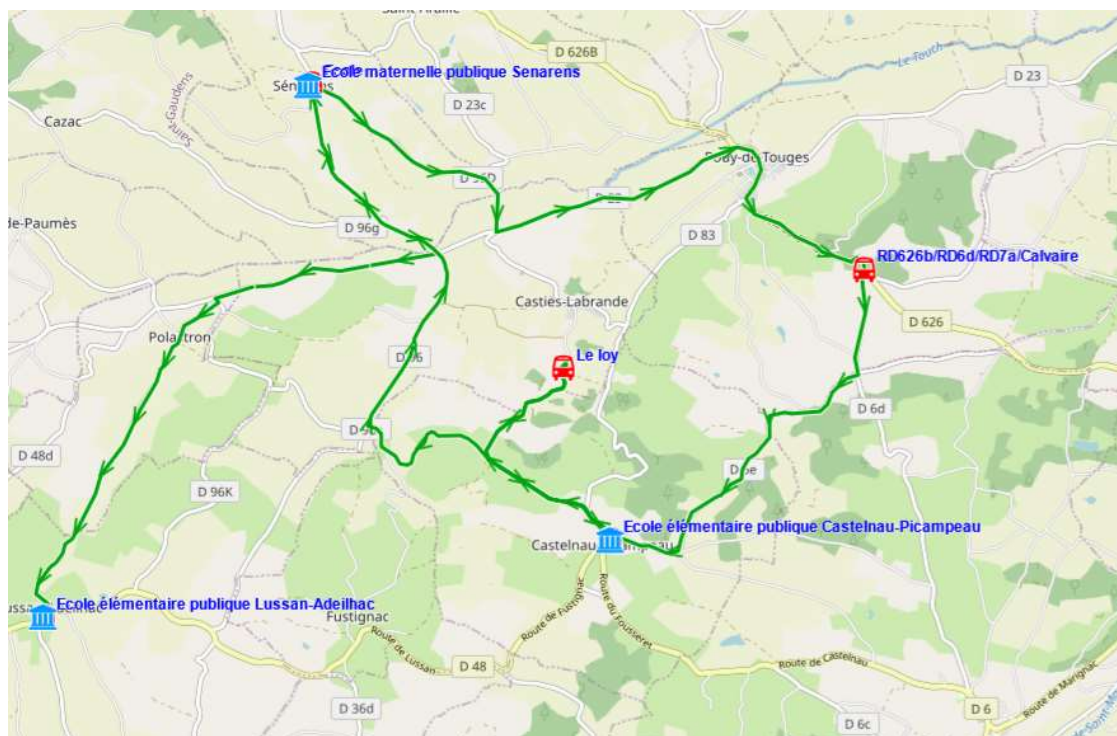 D 626B
Le Touch
Ecole maternelle publique Senarens
D 23
Saint-Gaudens
D 23c
Cazac
D 96D
D 83
D 96g
RD626b/RD6d/RD7a/Calvaire
Casties-Labrande
D 626
Le loy
D 6d
D 48d
D 96K
Ecole élémentaire publique Castelnau-Picampeau
Ecole élémentaire publique Lussan-Adeilhac
Fustignac
Route de Fustignac
Route du Fousseret
Route de Lussan
D 48
Route de Castelnau
Route de Marignac
D 36d
D 6c
D 6